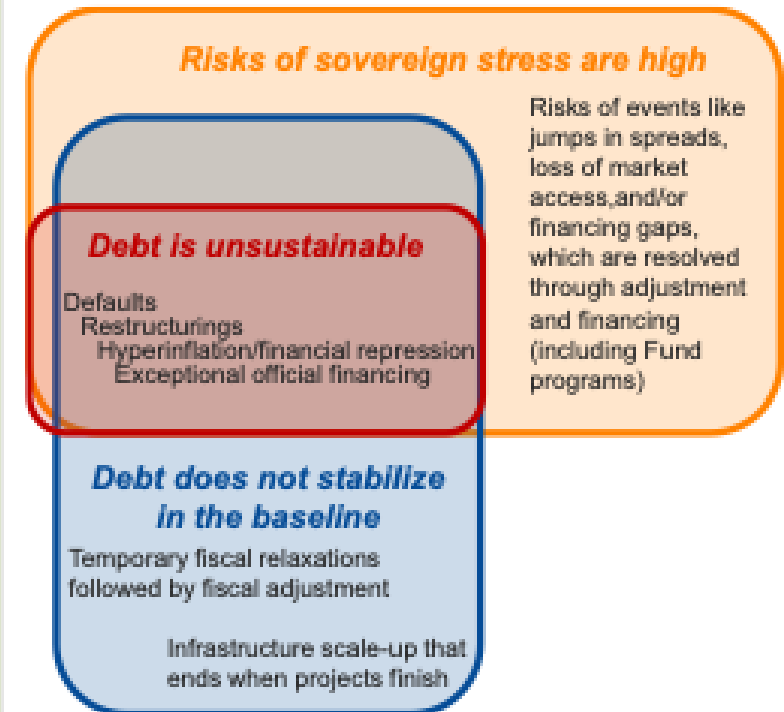 Risks of sovereign stress are high
Risks of events like
jumps in spreads,
loss of market
access,and/or
financing gaps,
which are resolved
through adjustment
and financing
(including Fund
programs)
Debt is unsustainable
Defaults
Restructurings
Hyperinflation/financial repression
Exceptional official financing
Debt does not stabilize
in the baseline
Temporary fiscal relaxations
followed by fiscal adjustment
Infrastructure scale-up that
ends when projects finish